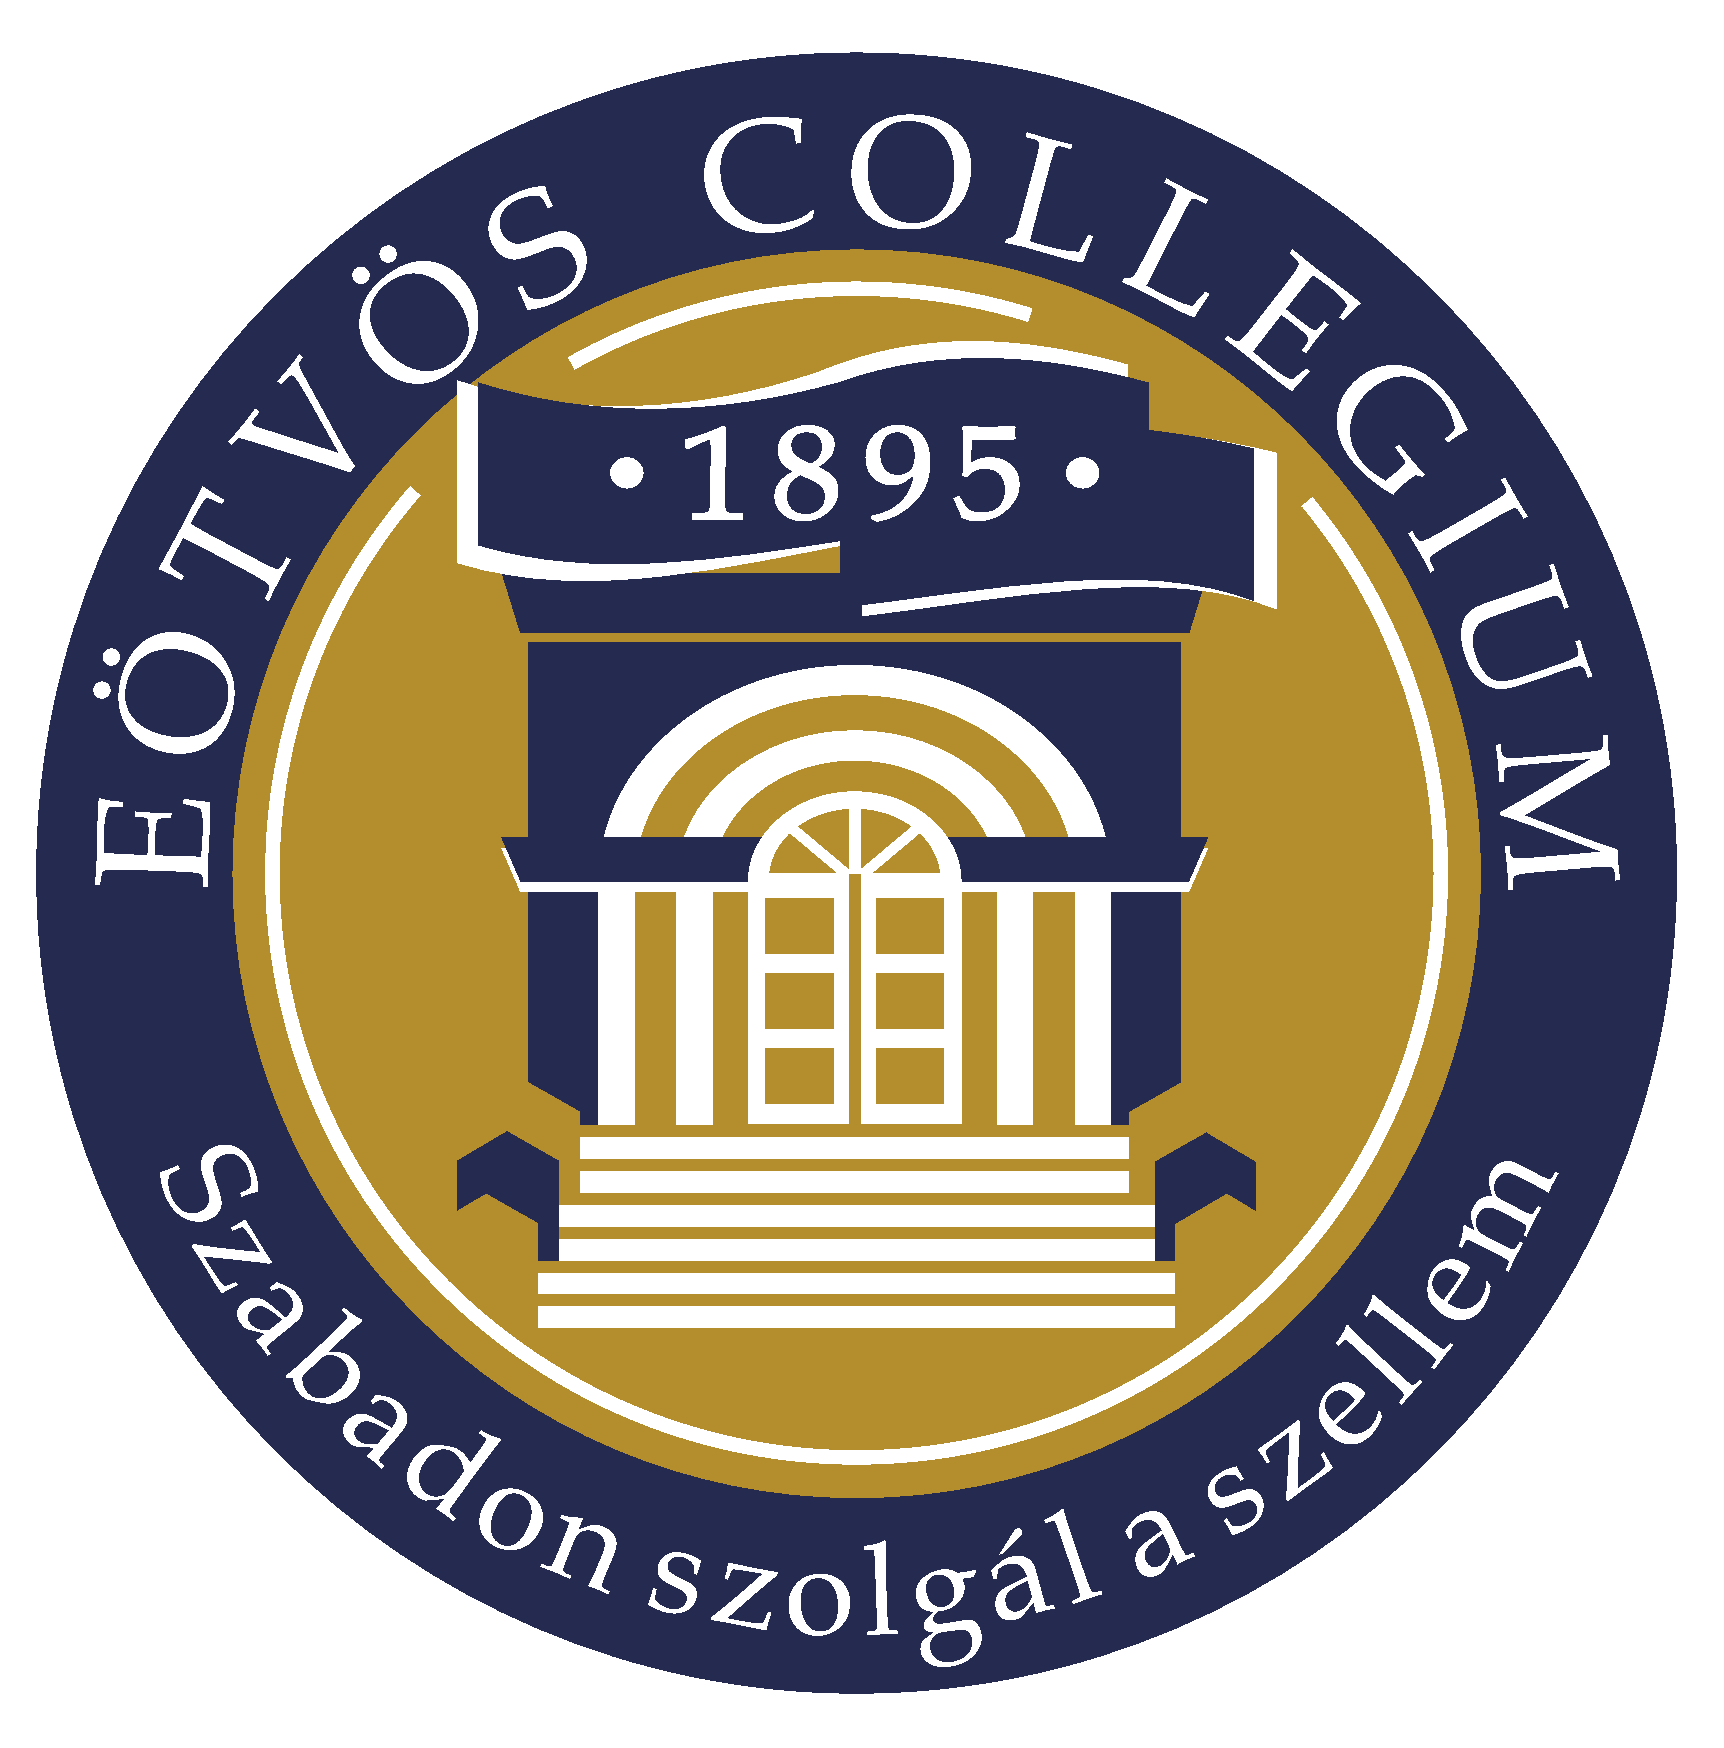 EÖTVÖS COLLEGIUM
· 1895 ·
Szabadon szolgál a szellem